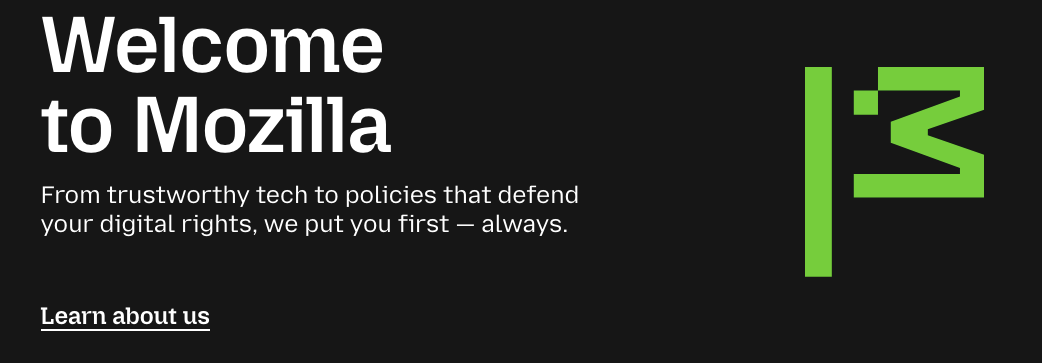 Welcome
to Mozilla
From trustworthy tech to policies that defend
your digital rights, we put you first — always.
Learn about us